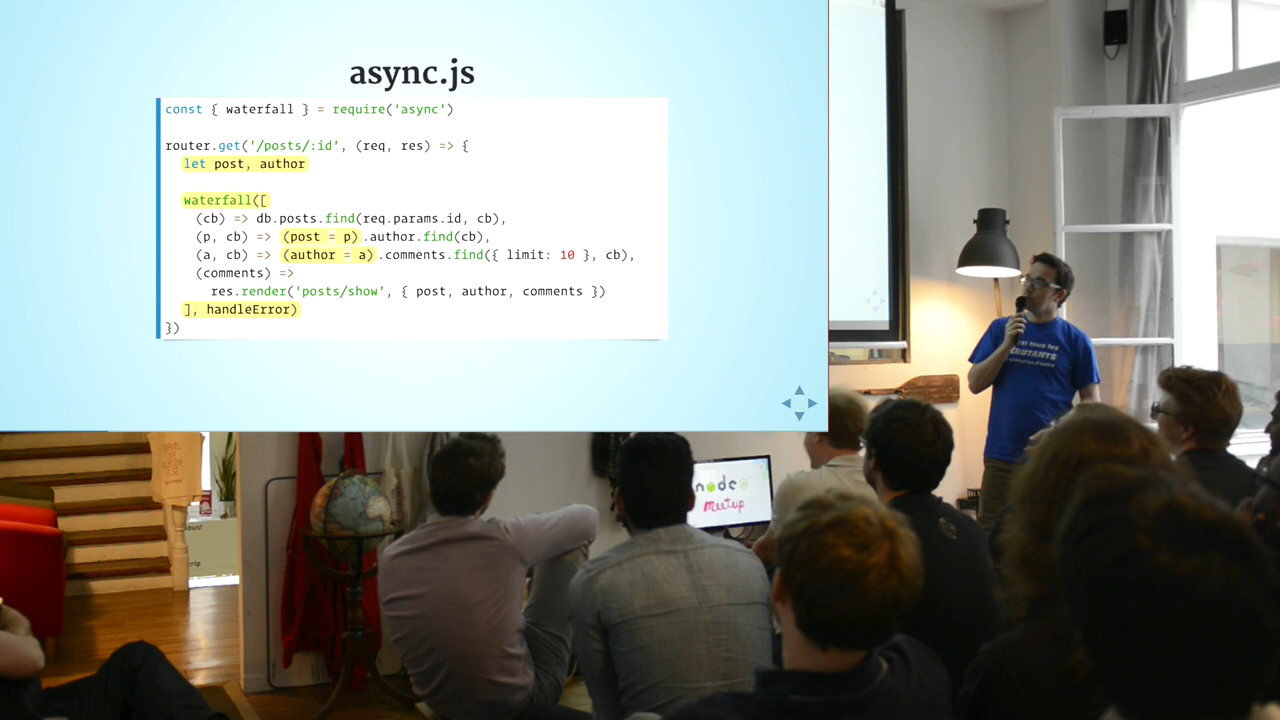 async.js
const { waterfall } = require('async')
router.get('/posts/:id', (req, res) => {
let post, author
waterfall([
(cb) => db.posts.find(req.params.id, cb),
(p, cb) => (post = p).author.find(cb),
(a, cb) => (author = a).comments.find({ limit: 10 }, cb),
(comments) =>
res.render('posts/show', { post, author, comments })
], handleError)
})
node
meetup